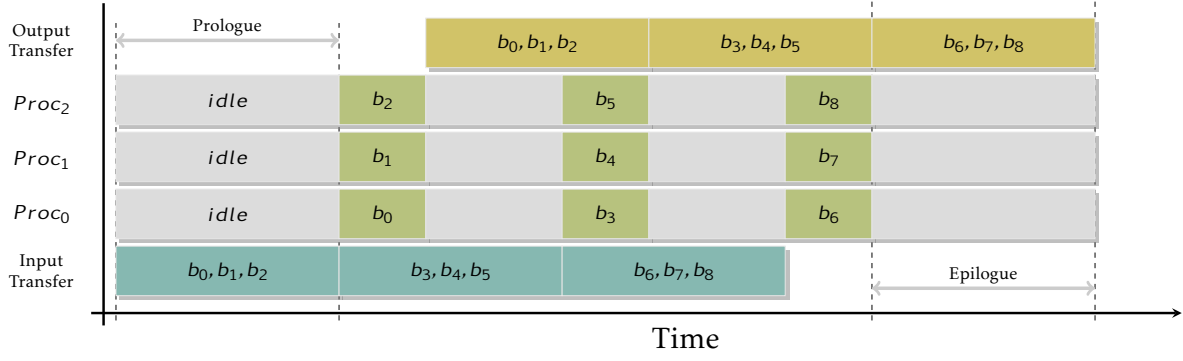 Output
Transfer
Prologue
b₀, b₁, b₂
b₃, b₄, b₅
b₆, b₇, b₈
Proc₂
idle
b₂
b₅
b₈
Proc₁
idle
b₁
b₄
b₇
Proc₀
idle
b₀
b₃
b₆
Input
Transfer
b₀, b₁, b₂
b₃, b₄, b₅
b₆, b₇, b₈
Epilogue
Time